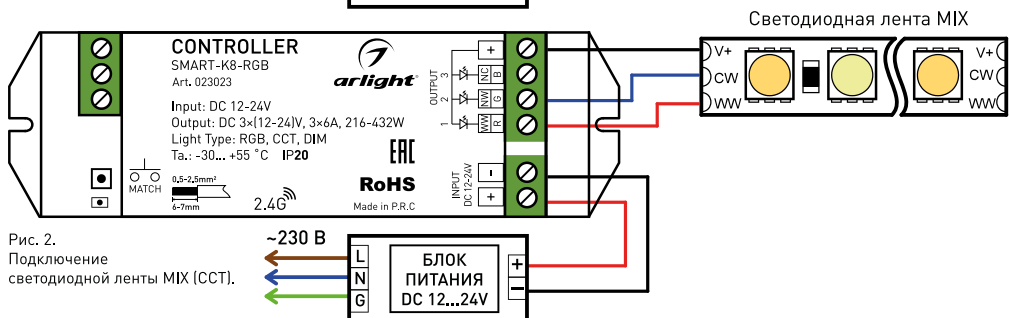 Светодиодная лента MIX
CONTROLLER
SMART-K8-RGB
Art. 023023
arlight®
Input: DC 12-24V
Output: DC 3×(12-24)V, 3×6A, 216-432W
Light Type: RGB, CCT, DIM
Ta.: -30... +55 ˚C IP20
MATCH
0.5-2.5mm²
6-7mm
2.4G
EAC
RoHS
Made in P.R.C
OUTPUT
+
3 NC B
2 NW G
1 WW R
INPUT
DC 12-24V
-
+
V+
CW
WW
V+
CW
WW
Рис. 2.
Подключение
светодиодной ленты MIX (CCT).
~230 В
L
N
G
БЛОК
ПИТАНИЯ
DC 12...24V
+
−